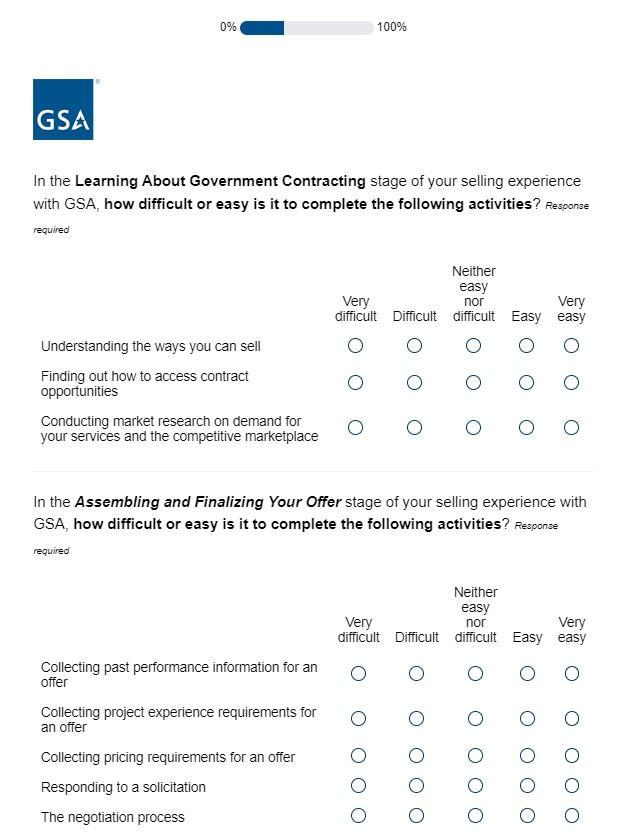 0% 100%
GSA
In the Learning About Government Contracting stage of your selling experience
with GSA, how difficult or easy is it to complete the following activities? Response
required
Neither
easy
Very nor Very
difficult Difficult difficult Easy easy
Understanding the ways you can sell
Finding out how to access contract
opportunities
Conducting market research on demand for
your services and the competitive marketplace
In the Assembling and Finalizing Your Offer stage of your selling experience with
GSA, how difficult or easy is it to complete the following activities? Response
required
Neither
easy
Very nor Very
difficult Difficult difficult Easy easy
Collecting past performance information for an
offer
Collecting project experience requirements for
an offer
Collecting pricing requirements for an offer
Responding to a solicitation
The negotiation process